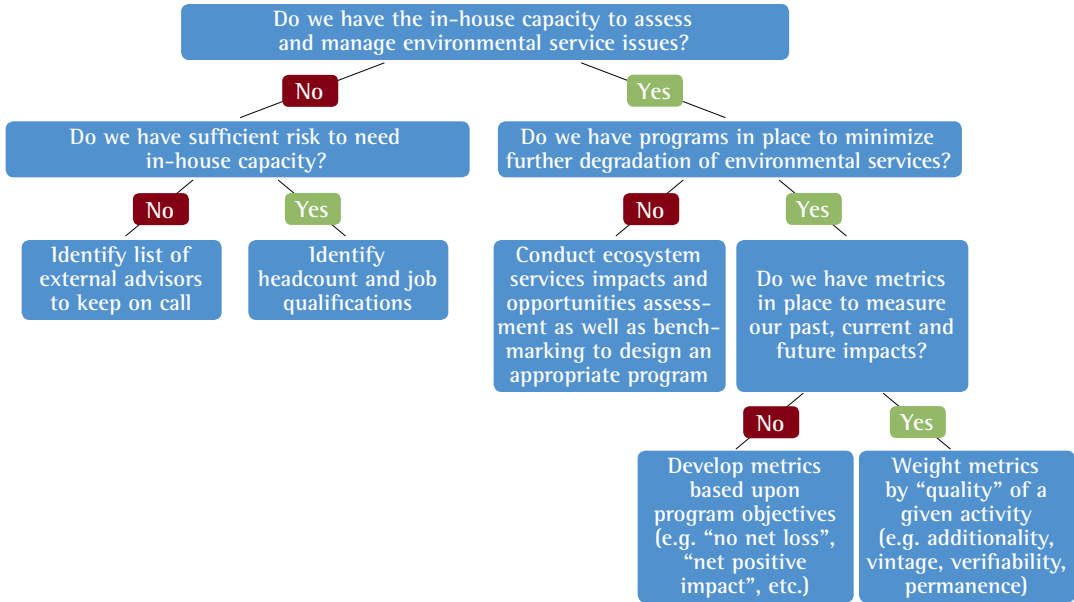 Do we have the in-house capacity to assess
and manage environmental service issues?
No
Yes
Do we have sufficient risk to need
in-house capacity?
Do we have programs in place to minimize
further degradation of environmental services?
No
Yes
No
Yes
Identify list of
external advisors
to keep on call
Identify
headcount and job
qualifications
Conduct ecosystem
services impacts and
opportunities assess-
ment as well as bench-
marking to design an
appropriate program
Do we have metrics
in place to measure
our past, current and
future impacts?
No
Yes
Develop metrics
based upon
program objectives
(e.g. “no net loss”,
“net positive
impact”, etc.)
Weight metrics
by “quality” of a
given activity
(e.g. additionality,
vintage, verifiability,
permanence)